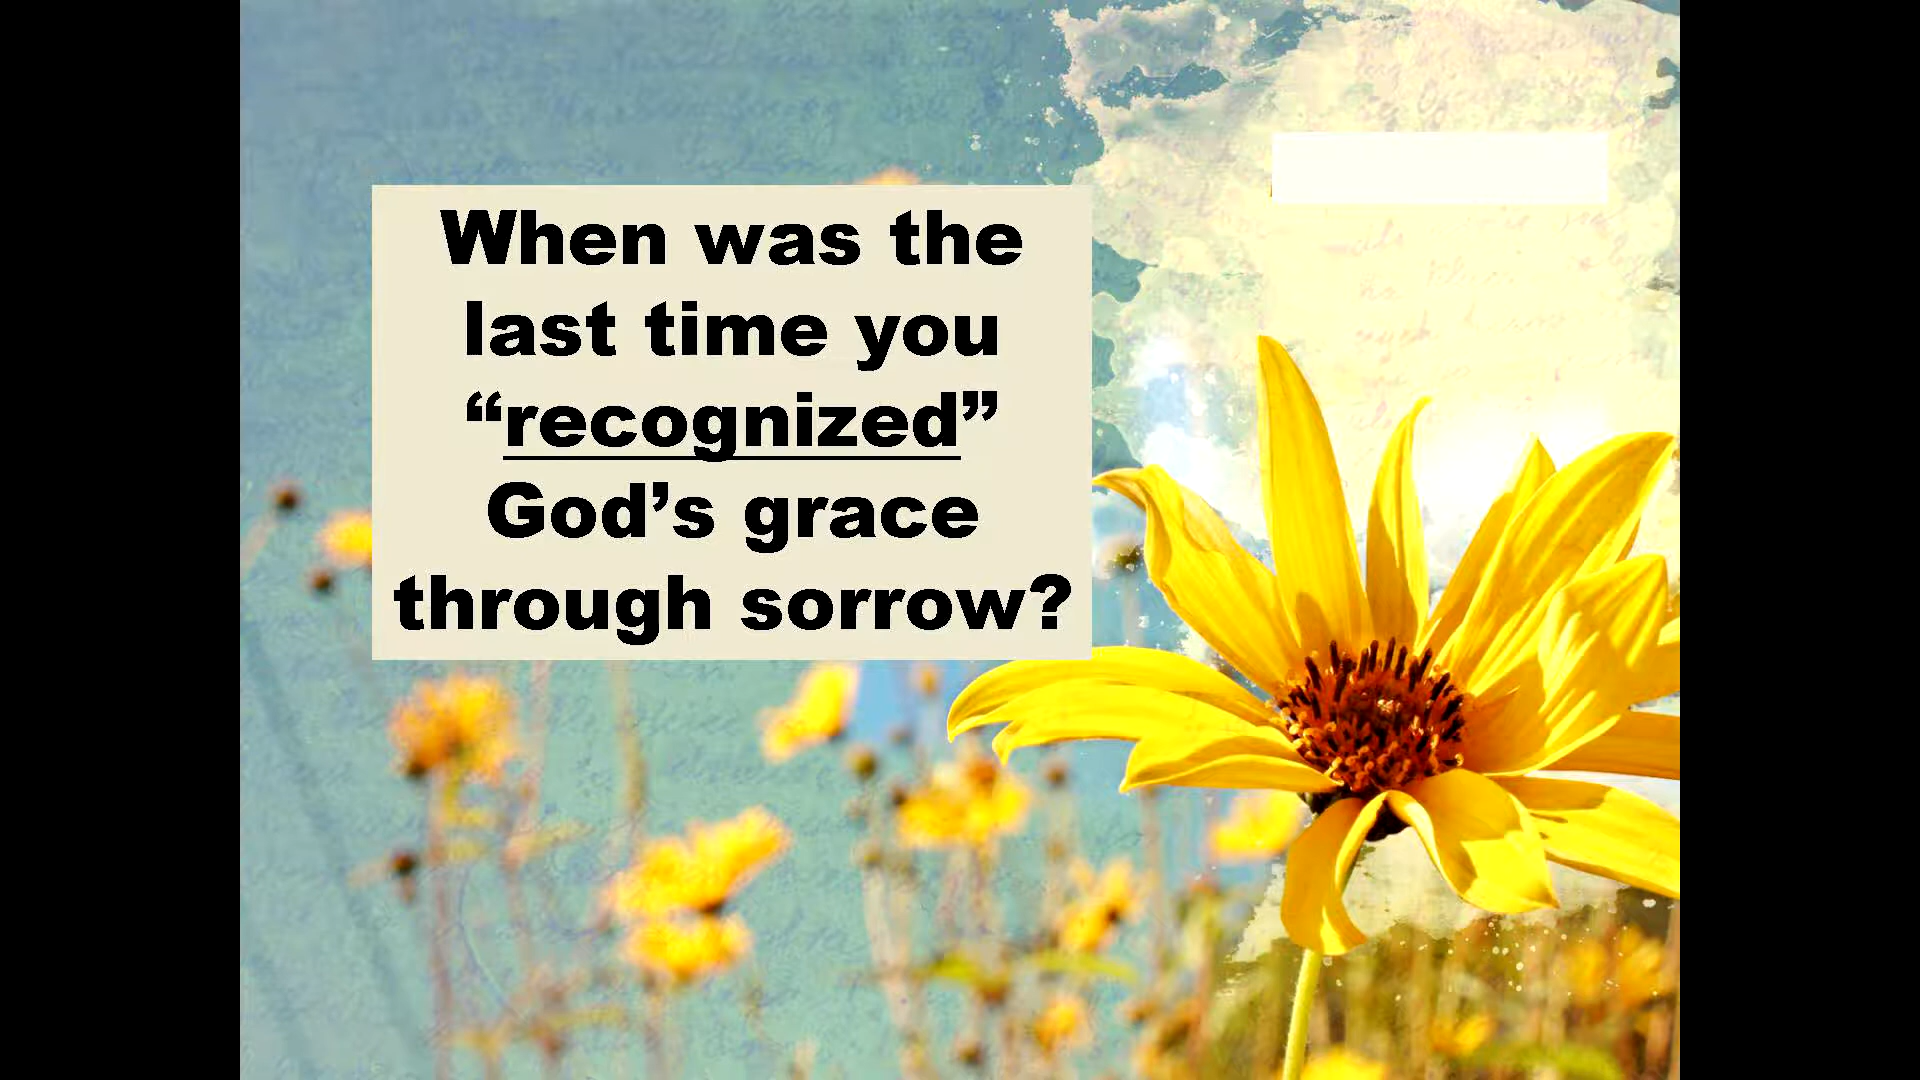 When was the
last time you
“recognized”
God’s grace
through sorrow?